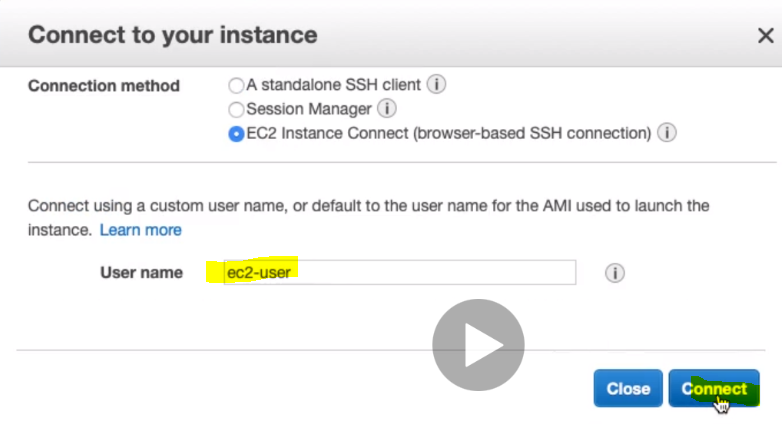 Connect to your instance
Connection method
A standalone SSH client
Session Manager
EC2 Instance Connect (browser-based SSH connection)
Connect using a custom user name, or default to the user name for the AMI used to launch the
instance. Learn more
User name ec2-user
Close Connect